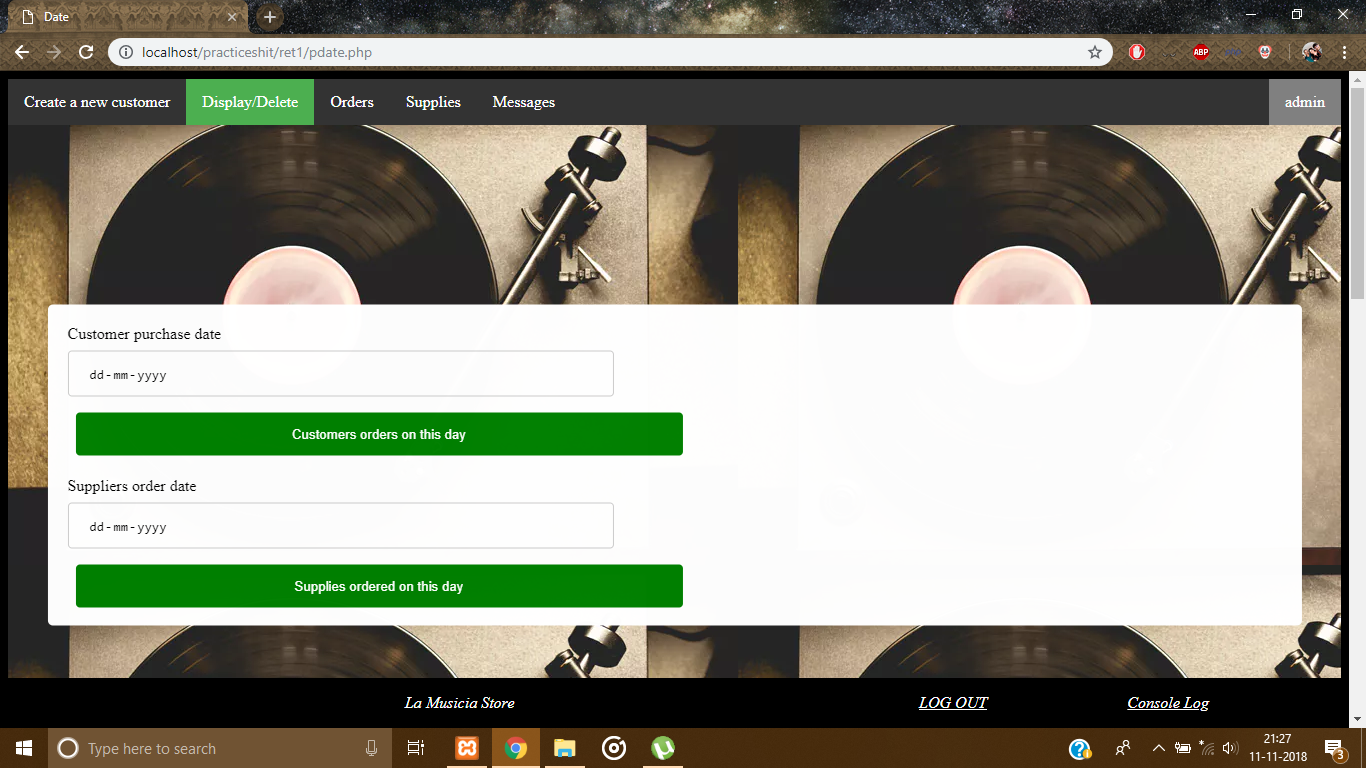 Date
localhost/practiceshit/ret1/pdate.php
ABP
Create a new customer Display/Delete Orders Supplies Messages admin
Customer purchase date
dd-mm-yyyy
Customers orders on this day
Suppliers order date
dd-mm-yyyy
Supplies ordered on this day
La Musicia Store LOG OUT Console Log
Type here to search
21:27
11-11-2018
3